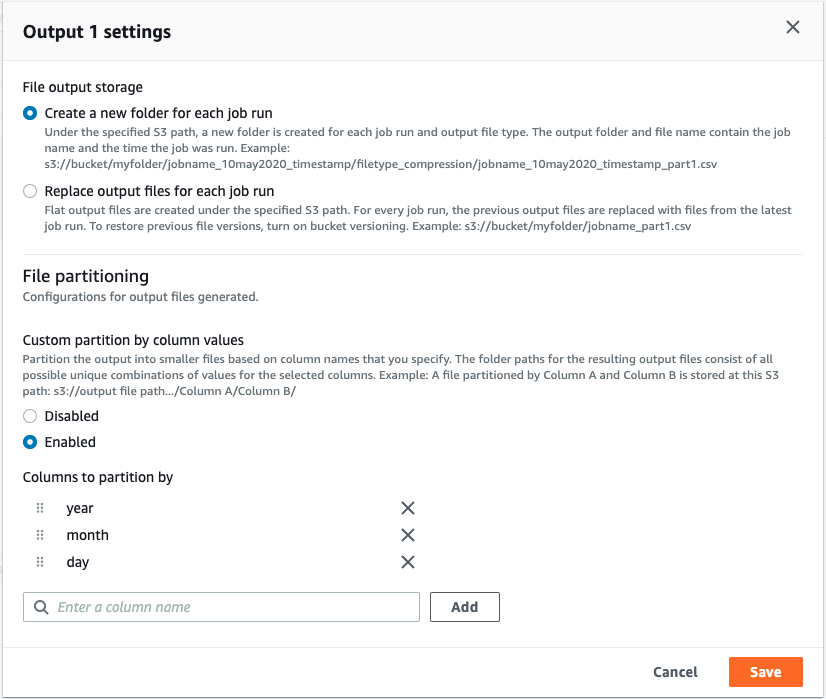 Output 1 settings
File output storage
Create a new folder for each job run
Under the specified S3 path, a new folder is created for each job run and output file type. The output folder and file name contain the job
name and the time the job was run. Example:
s3://bucket/myfolder/jobname_10may2020_timestamp/filetype_compression/jobname_10may2020_timestamp_part1.csv
Replace output files for each job run
Flat output files are created under the specified S3 path. For every job run, the previous output files are replaced with files from the latest
job run. To restore previous file versions, turn on bucket versioning. Example: s3://bucket/myfolder/jobname_part1.csv
File partitioning
Configurations for output files generated.
Custom partition by column values
Partition the output into smaller files based on column names that you specify. The folder paths for the resulting output files consist of all
possible unique combinations of values for the selected columns. Example: A file partitioned by Column A and Column B is stored at this S3
path: s3://output file path.../Column A/Column B/
Disabled
Enabled
Columns to partition by
year
month
day
Enter a column name
Add
Cancel
Save